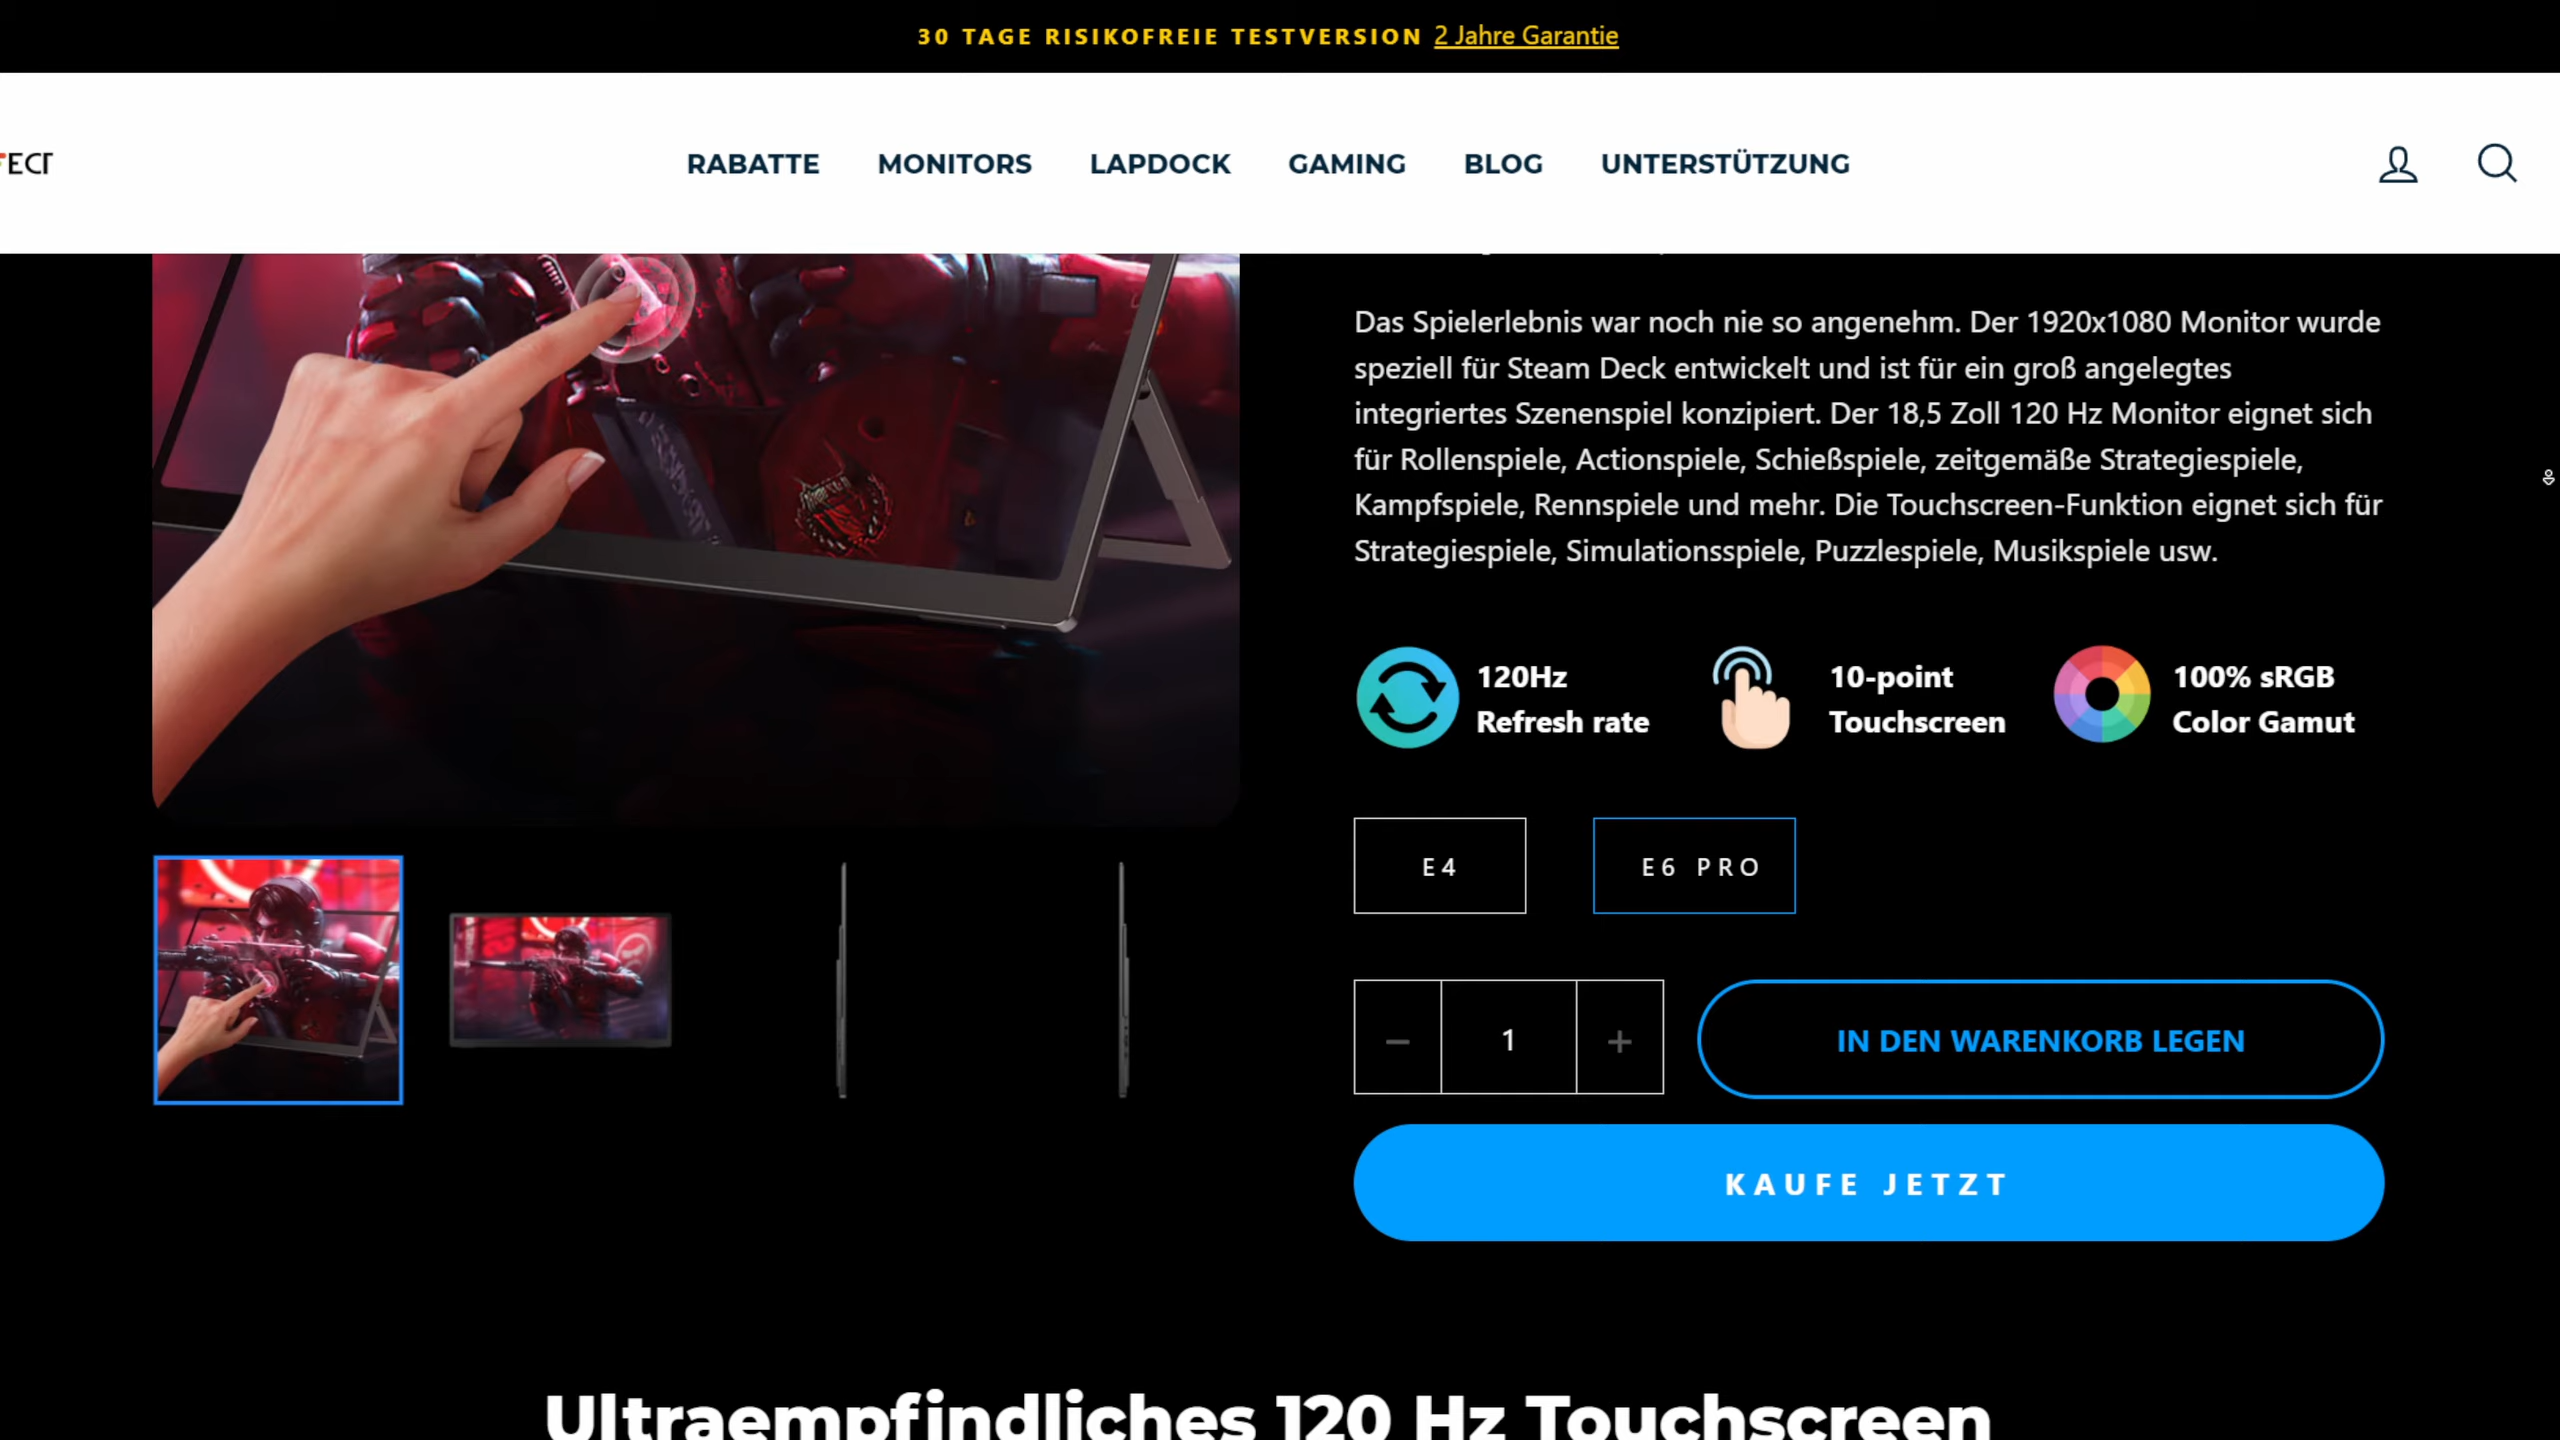 30 TAGE RISIKOFREIE TESTVERSION 2 Jahre Garantie
RABATTE MONITORS LAPDOCK GAMING BLOG UNTERSTÜTZUNG
Das Spielerlebnis war noch nie so angenehm. Der 1920x1080 Monitor wurde
speziell für Steam Deck entwickelt und ist für ein groß angelegtes
integriertes Szenenspiel konzipiert. Der 18,5 Zoll 120 Hz Monitor eignet sich
für Rollenspiele, Actionspiele, Schießspiele, zeitgemäße Strategiespiele,
Kampfspiele, Rennspiele und mehr. Die Touchscreen-Funktion eignet sich für
Strategiespiele, Simulationsspiele, Puzzlespiele, Musikspiele usw.
120Hz
Refresh rate
10-point
Touchscreen
100% sRGB
Color Gamut
E4
E6 PRO
− 1 +
IN DEN WARENKORB LEGEN
KAUFE JETZT
Ultraempfindliches 120 Hz Touchscreen